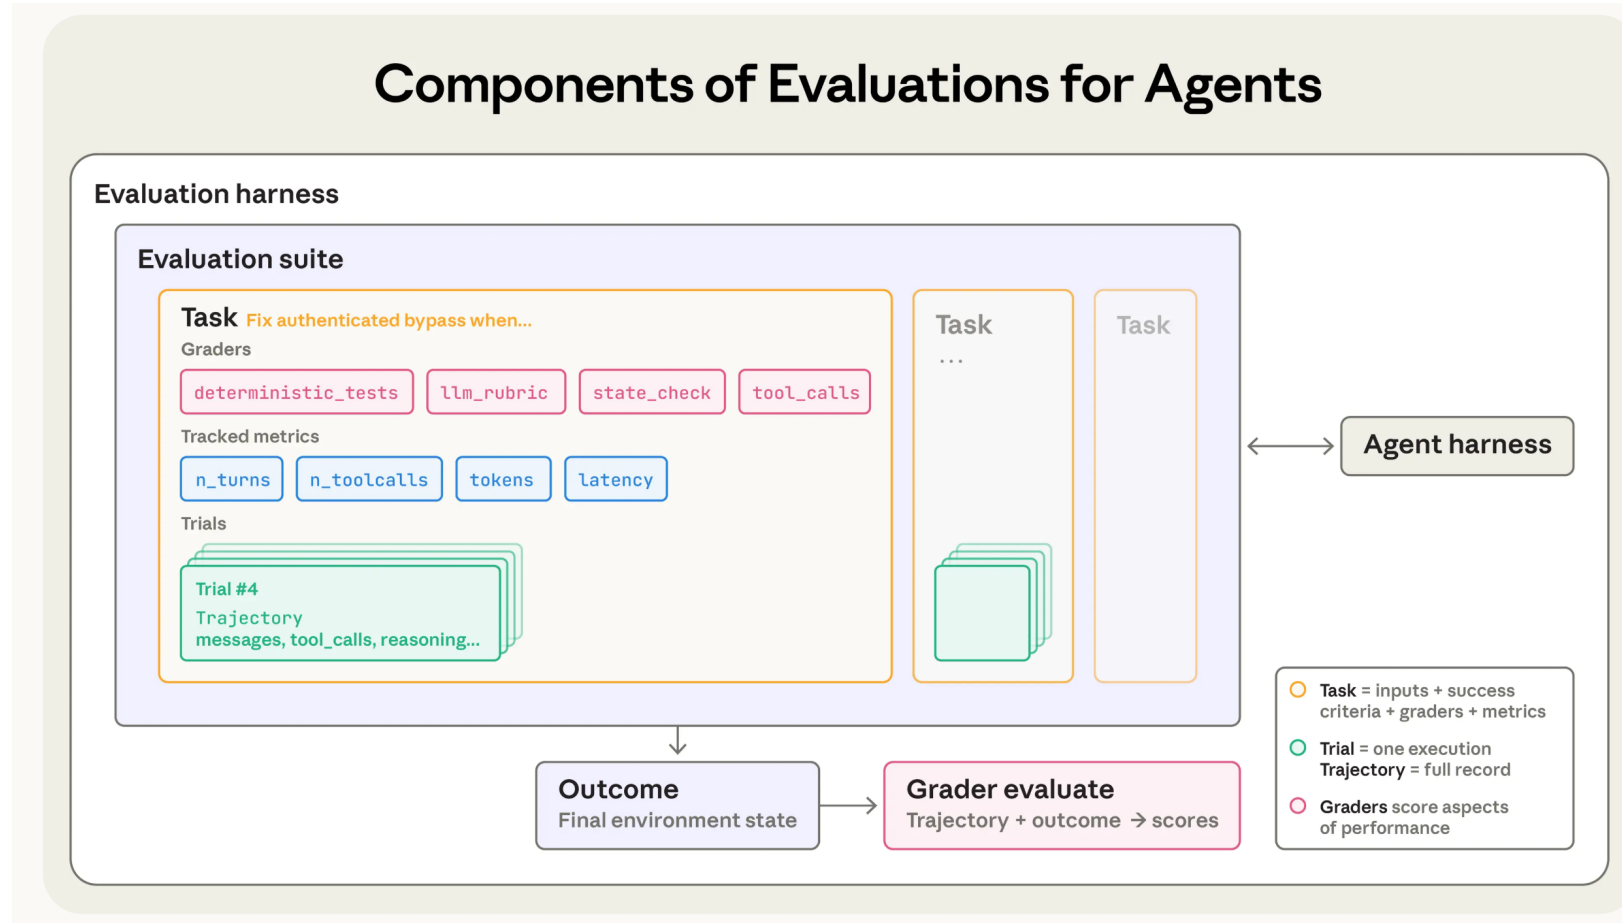 Components of Evaluations for Agents
Evaluation harness
Evaluation suite
Task Fix authenticated bypass when...
Graders
deterministic_tests llm_rubric state_check tool_calls
Tracked metrics
n_turns n_toolcalls tokens latency
Trials
Trial #4
Trajectory
messages, tool_calls, reasoning...
Task
...
Task
Agent harness
Outcome
Final environment state
Grader evaluate
Trajectory + outcome → scores
Task = inputs + success
criteria + graders + metrics
Trial = one execution
Trajectory = full record
Graders score aspects
of performance